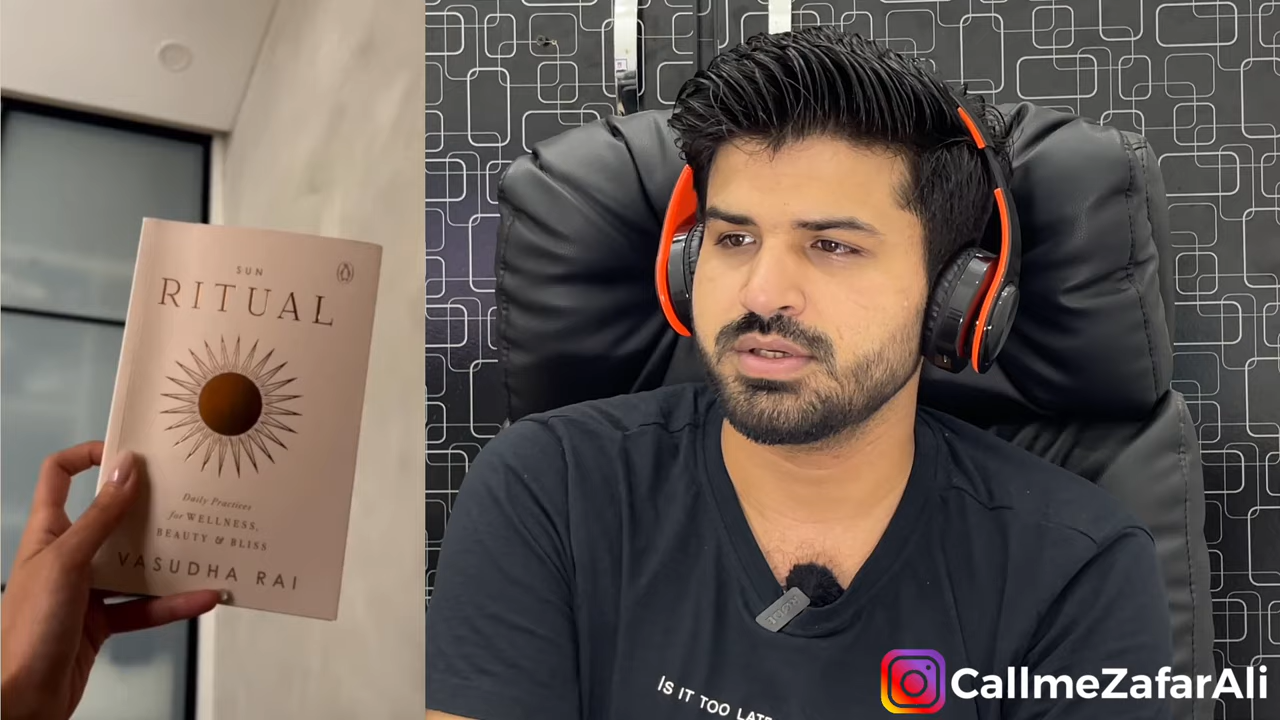 SUN
RITUAL
Daily Practices
for WELLNESS,
BEAUTY & BLISS
VASUDHA RAI
IS IT TOO LATE
CallmeZafarAli